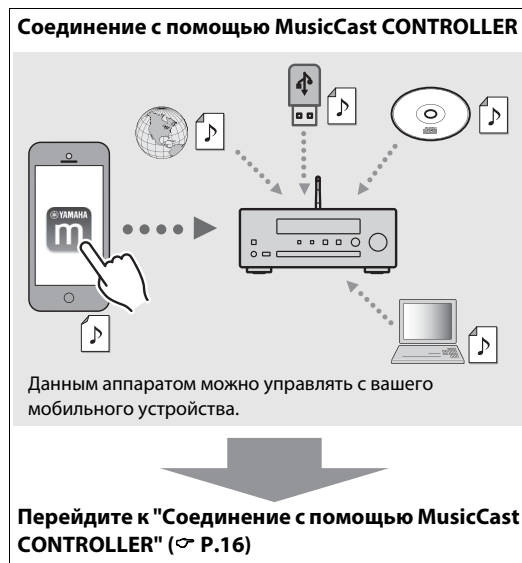 Соединение с помощью MusicCast CONTROLLER
YAMAHA
m
Данным аппаратом можно управлять с вашего
мобильного устройства.
Перейдите к "Соединение с помощью MusicCast
CONTROLLER" (☞ P.16)